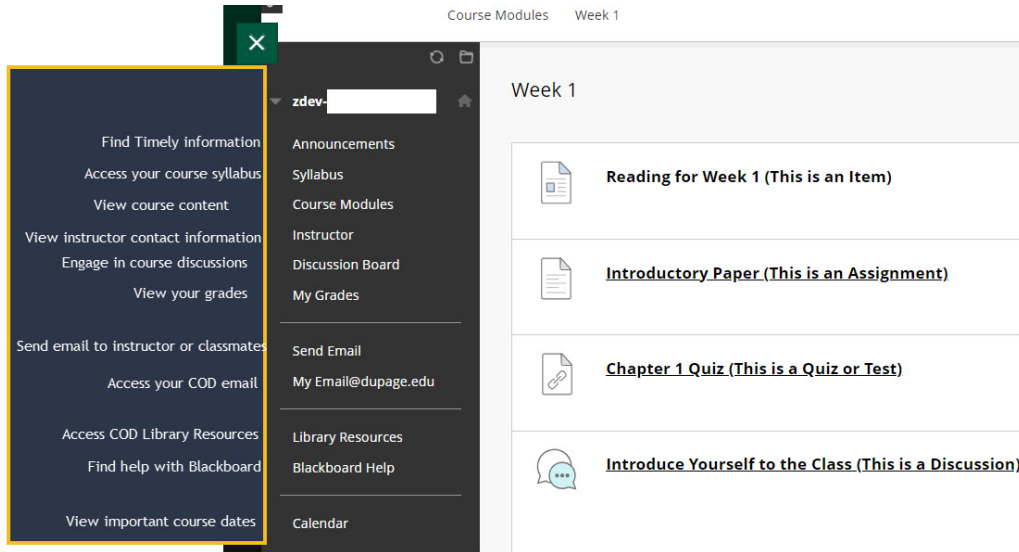 Course Modules Week 1
zdev-
Find Timely information
Access your course syllabus
View course content
View instructor contact information
Engage in course discussions
View your grades
Send email to instructor or classmates
Access your COD email
Access COD Library Resources
Find help with Blackboard
View important course dates
Announcements
Syllabus
Course Modules
Instructor
Discussion Board
My Grades
Send Email
My Email@dupage.edu
Library Resources
Blackboard Help
Calendar
Week 1
Reading for Week 1 (This is an Item)
Introductory Paper (This is an Assignment)
Chapter 1 Quiz (This is a Quiz or Test)
Introduce Yourself to the Class (This is a Discussion)